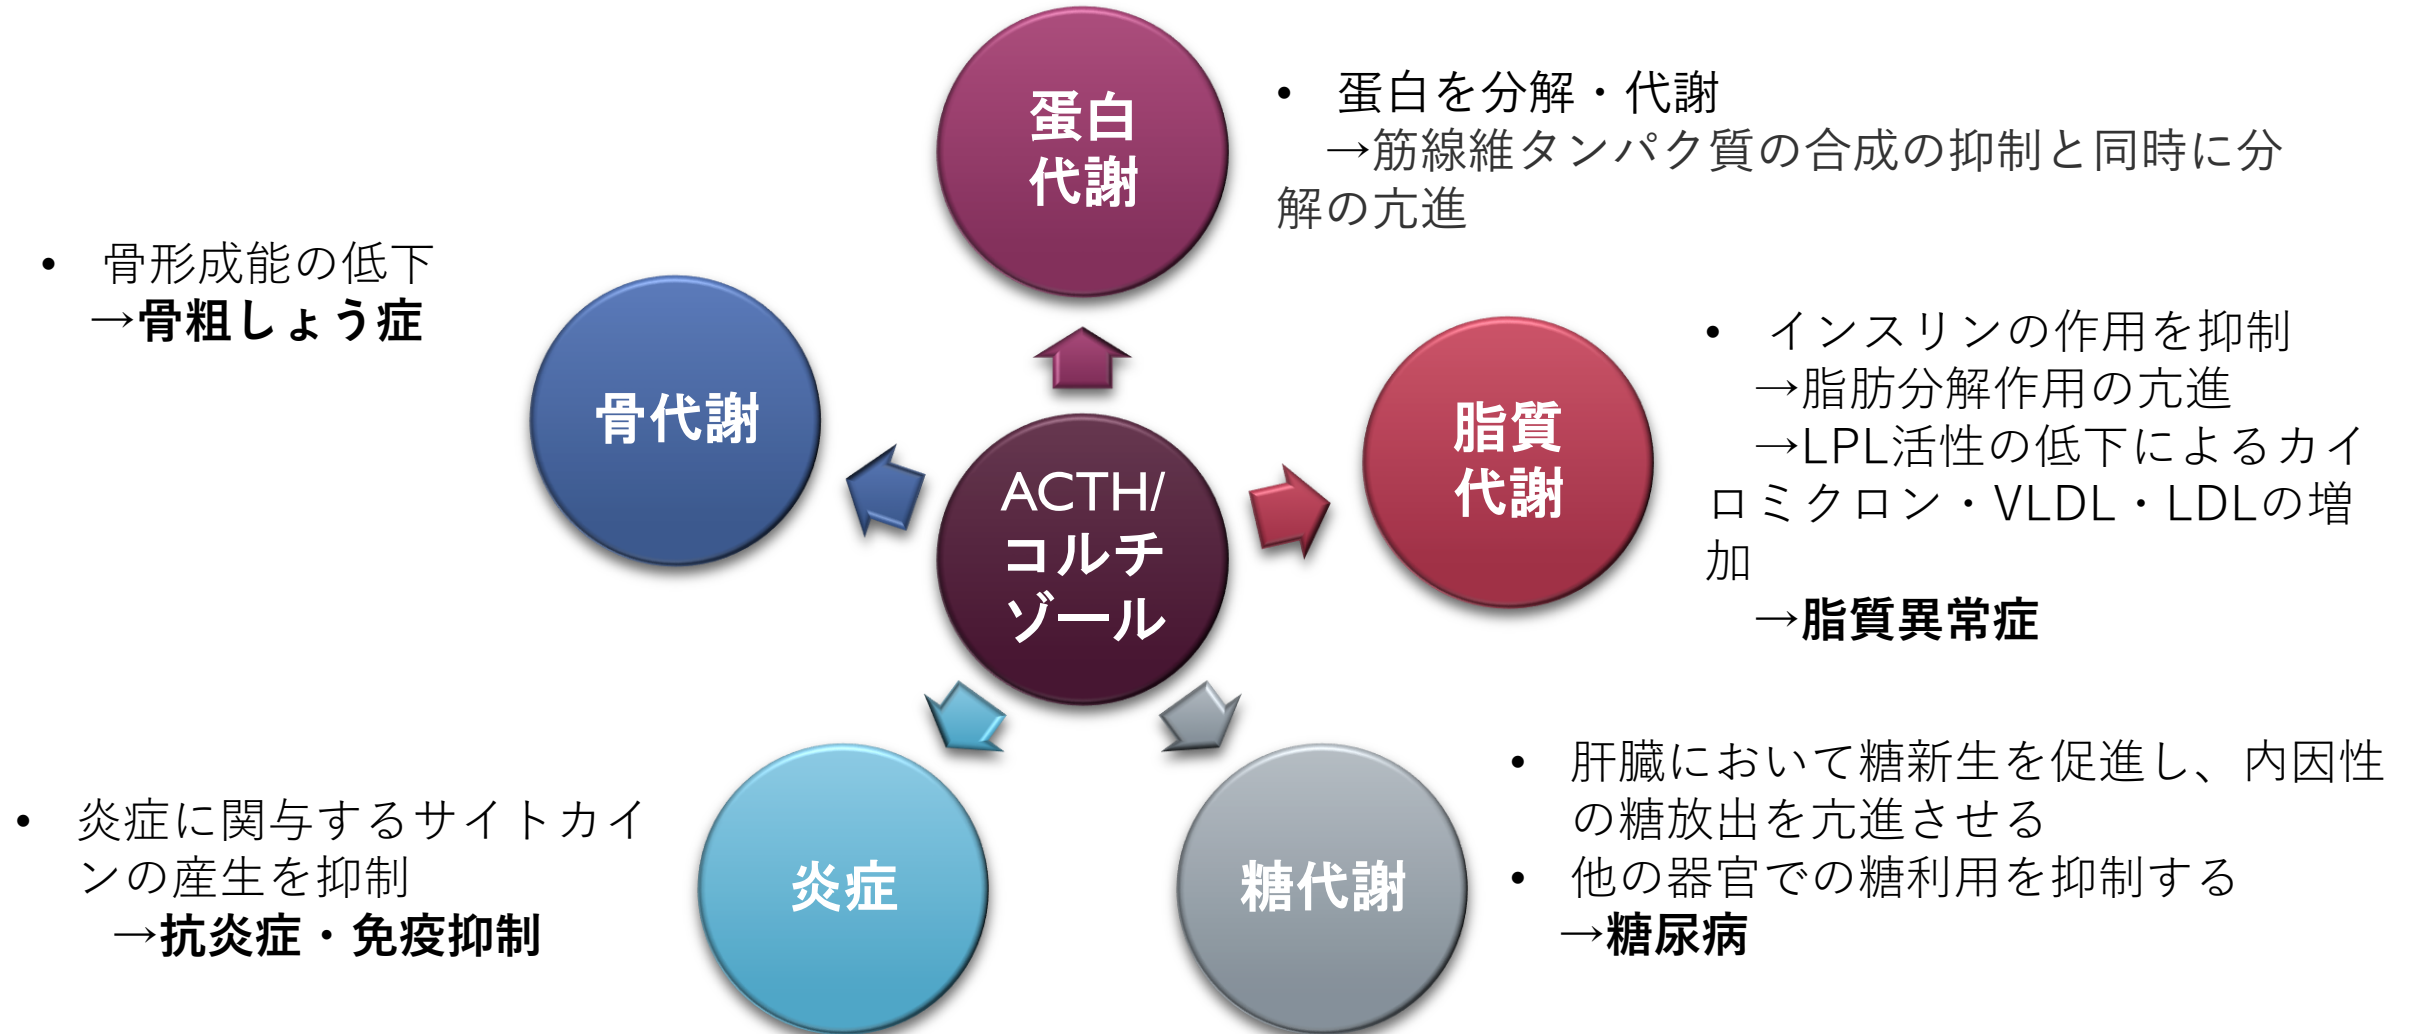 蛋白
代謝
• 蛋白を分解・代謝
→筋線維タンパク質の合成の抑制と同時に分
解の亢進
• 骨形成能の低下
→骨粗しょう症
骨代謝
脂質
代謝
• インスリンの作用を抑制
→脂肪分解作用の亢進
→LPL活性の低下によるカイ
ロミクロン・VLDL・LDLの増
加
→脂質異常症
ACTH/
コルチ
ゾール
• 炎症に関与するサイトカイ
ンの産生を抑制
→抗炎症・免疫抑制
炎症
糖代謝
• 肝臓において糖新生を促進し、内因性
の糖放出を亢進させる
• 他の器官での糖利用を抑制する
→糖尿病